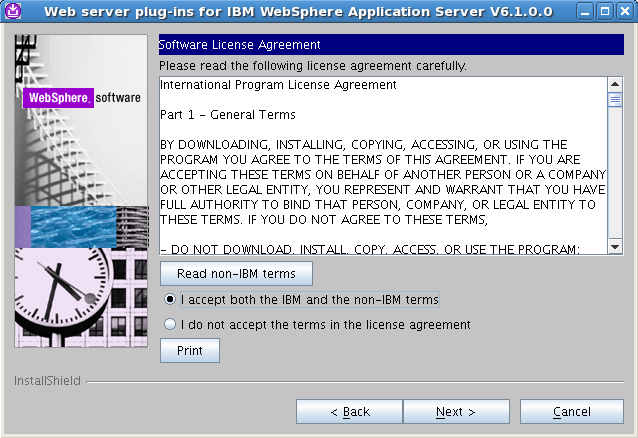 Web server plug-ins for IBM WebSphere Application Server V6.1.0.0
WebSphere. software
Software License Agreement
Please read the following license agreement carefully.
International Program License Agreement
Part 1 - General Terms
BY DOWNLOADING, INSTALLING, COPYING, ACCESSING, OR USING THE
PROGRAM YOU AGREE TO THE TERMS OF THIS AGREEMENT. IF YOU ARE
ACCEPTING THESE TERMS ON BEHALF OF ANOTHER PERSON OR A COMPANY
OR OTHER LEGAL ENTITY, YOU REPRESENT AND WARRANT THAT YOU HAVE
FULL AUTHORITY TO BIND THAT PERSON, COMPANY, OR LEGAL ENTITY TO
THESE TERMS. IF YOU DO NOT AGREE TO THESE TERMS,
- DO NOT DOWNLOAD, INSTALL, COPY, ACCESS, OR USE THE PROGRAM;
Read non-IBM terms
I accept both the IBM and the non-IBM terms
I do not accept the terms in the license agreement
Print
InstallShield
< Back
Next >
Cancel